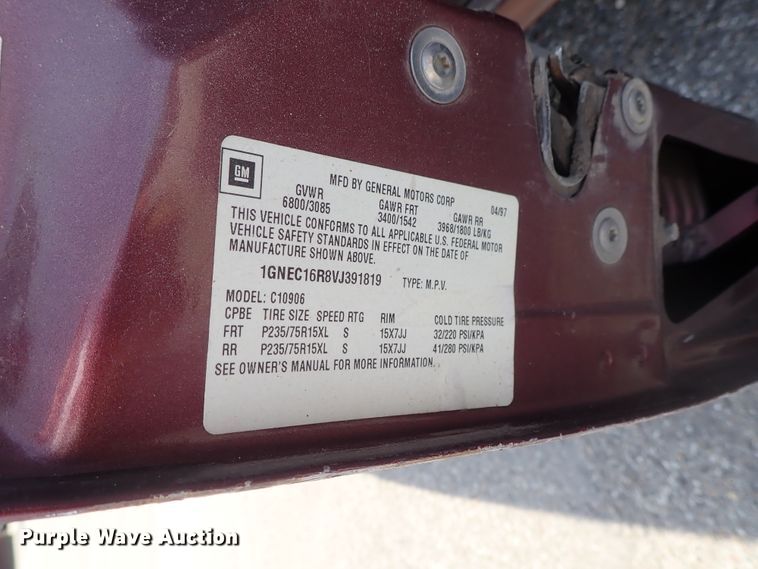 GM
MFD BY GENERAL MOTORS CORP 04/97
GVWR GAWR FRT GAWR RR
6800/3085 3400/1542 3968/1800 LB/KG
THIS VEHICLE CONFORMS TO ALL APPLICABLE U.S. FEDERAL MOTOR
VEHICLE SAFETY STANDARDS IN EFFECT ON THE DATE OF
MANUFACTURE SHOWN ABOVE.
1GNEC16R8VJ391819 TYPE: M.P.V.
MODEL: C10906
CPBE TIRE SIZE SPEED RTG RIM COLD TIRE PRESSURE
FRT P235/75R15XL S 15X7JJ 32/220 PSI/KPA
RR P235/75R15XL S 15X7JJ 41/280 PSI/KPA
SEE OWNER'S MANUAL FOR MORE INFORMATION.
Purple Wave Auction